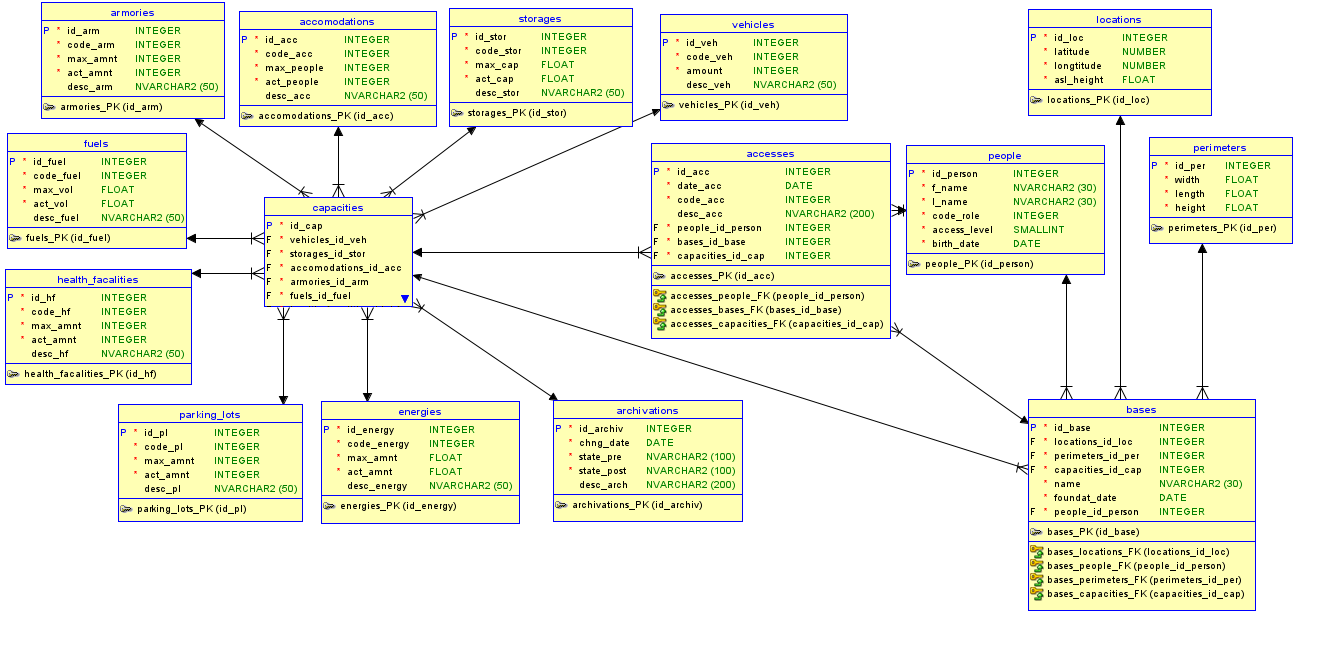 armories
P * id_arm INTEGER
* code_arm INTEGER
* max_amnt INTEGER
* act_amnt INTEGER
desc_arm NVARCHAR2 (50)
armories_PK (id_arm)
accomodations
P * id_acc INTEGER
* code_acc INTEGER
* max_people INTEGER
* act_people INTEGER
desc_acc NVARCHAR2 (50)
accomodations_PK (id_acc)
storages
P * id_stor INTEGER
* code_stor INTEGER
* max_cap FLOAT
* act_cap FLOAT
desc_stor NVARCHAR2 (50)
storages_PK (id_stor)
vehicles
P * id_veh INTEGER
* code_veh INTEGER
* amount INTEGER
desc_veh NVARCHAR2 (50)
vehicles_PK (id_veh)
locations
P * id_loc INTEGER
* latitude NUMBER
* longtitude NUMBER
* asl_height FLOAT
locations_PK (id_loc)
fuels
P * id_fuel INTEGER
* code_fuel INTEGER
* max_vol FLOAT
* act_vol FLOAT
desc_fuel NVARCHAR2 (50)
fuels_PK (id_fuel)
accesses
P * id_acc INTEGER
* date_acc DATE
* code_acc INTEGER
desc_acc NVARCHAR2 (200)
F * people_id_person INTEGER
F * bases_id_base INTEGER
F * capacities_id_cap INTEGER
accesses_PK (id_acc)
accesses_people_FK (people_id_person)
accesses_bases_FK (bases_id_base)
accesses_capacities_FK (capacities_id_cap)
people
P * id_person INTEGER
* f_name NVARCHAR2 (30)
* l_name NVARCHAR2 (30)
* code_role INTEGER
* access_level SMALLINT
* birth_date DATE
people_PK (id_person)
perimeters
P * id_per INTEGER
* width FLOAT
* length FLOAT
* height FLOAT
perimeters_PK (id_per)
capacities
P * id_cap
F * vehicles_id_veh
F * storages_id_stor
F * accomodations_id_acc
F * armories_id_arm
F * fuels_id_fuel
health_facalities
P * id_hf INTEGER
* code_hf INTEGER
* max_amnt INTEGER
* act_amnt INTEGER
desc_hf NVARCHAR2 (50)
health_facalities_PK (id_hf)
parking_lots
P * id_pl INTEGER
* code_pl INTEGER
* max_amnt INTEGER
* act_amnt INTEGER
desc_pl NVARCHAR2 (50)
parking_lots_PK (id_pl)
energies
P * id_energy INTEGER
* code_energy INTEGER
* max_amnt FLOAT
* act_amnt FLOAT
desc_energy NVARCHAR2 (50)
energies_PK (id_energy)
archivations
P * id_archiv INTEGER
* chng_date DATE
* state_pre NVARCHAR2 (100)
* state_post NVARCHAR2 (100)
desc_arch NVARCHAR2 (200)
archivations_PK (id_archiv)
bases
P * id_base INTEGER
F * locations_id_loc INTEGER
F * perimeters_id_per INTEGER
F * capacities_id_cap INTEGER
* name NVARCHAR2 (30)
* foundat_date DATE
F * people_id_person INTEGER
bases_PK (id_base)
bases_locations_FK (locations_id_loc)
bases_people_FK (people_id_person)
bases_perimeters_FK (perimeters_id_per)
bases_capacities_FK (capacities_id_cap)